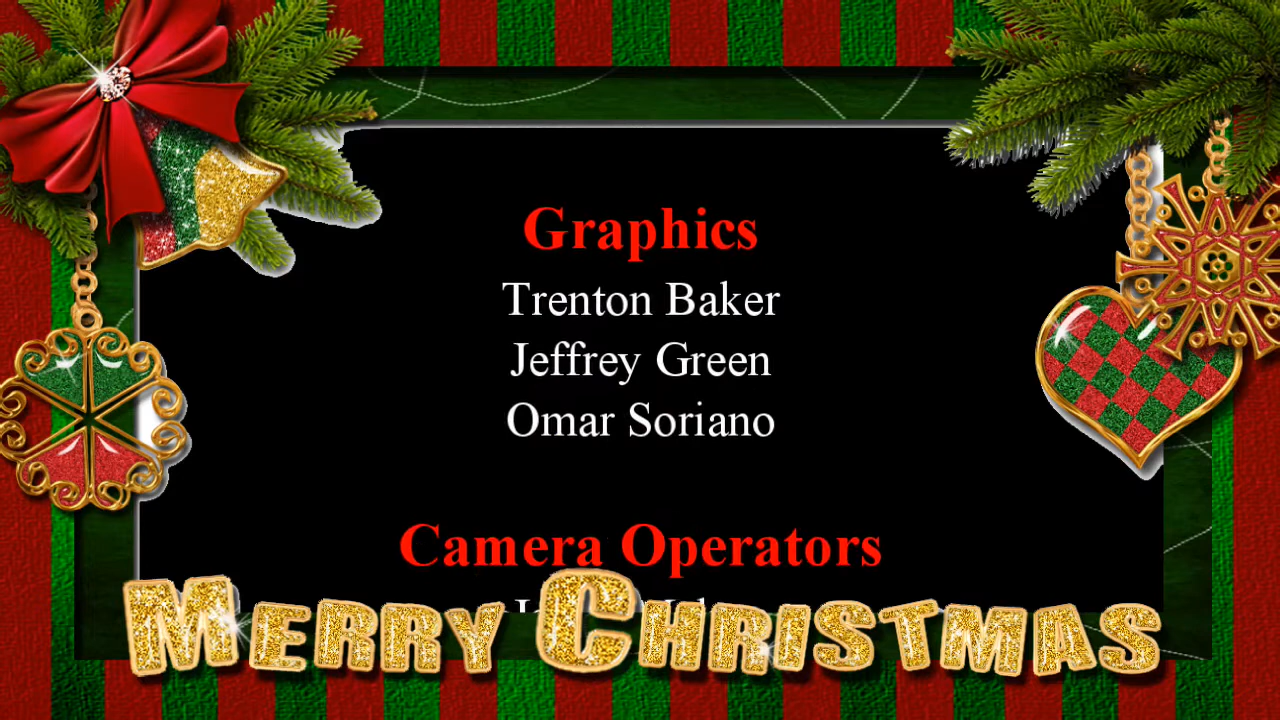 Graphics
Trenton Baker
Jeffrey Green
Omar Soriano
Camera Operators
MERRY CHRISTMAS